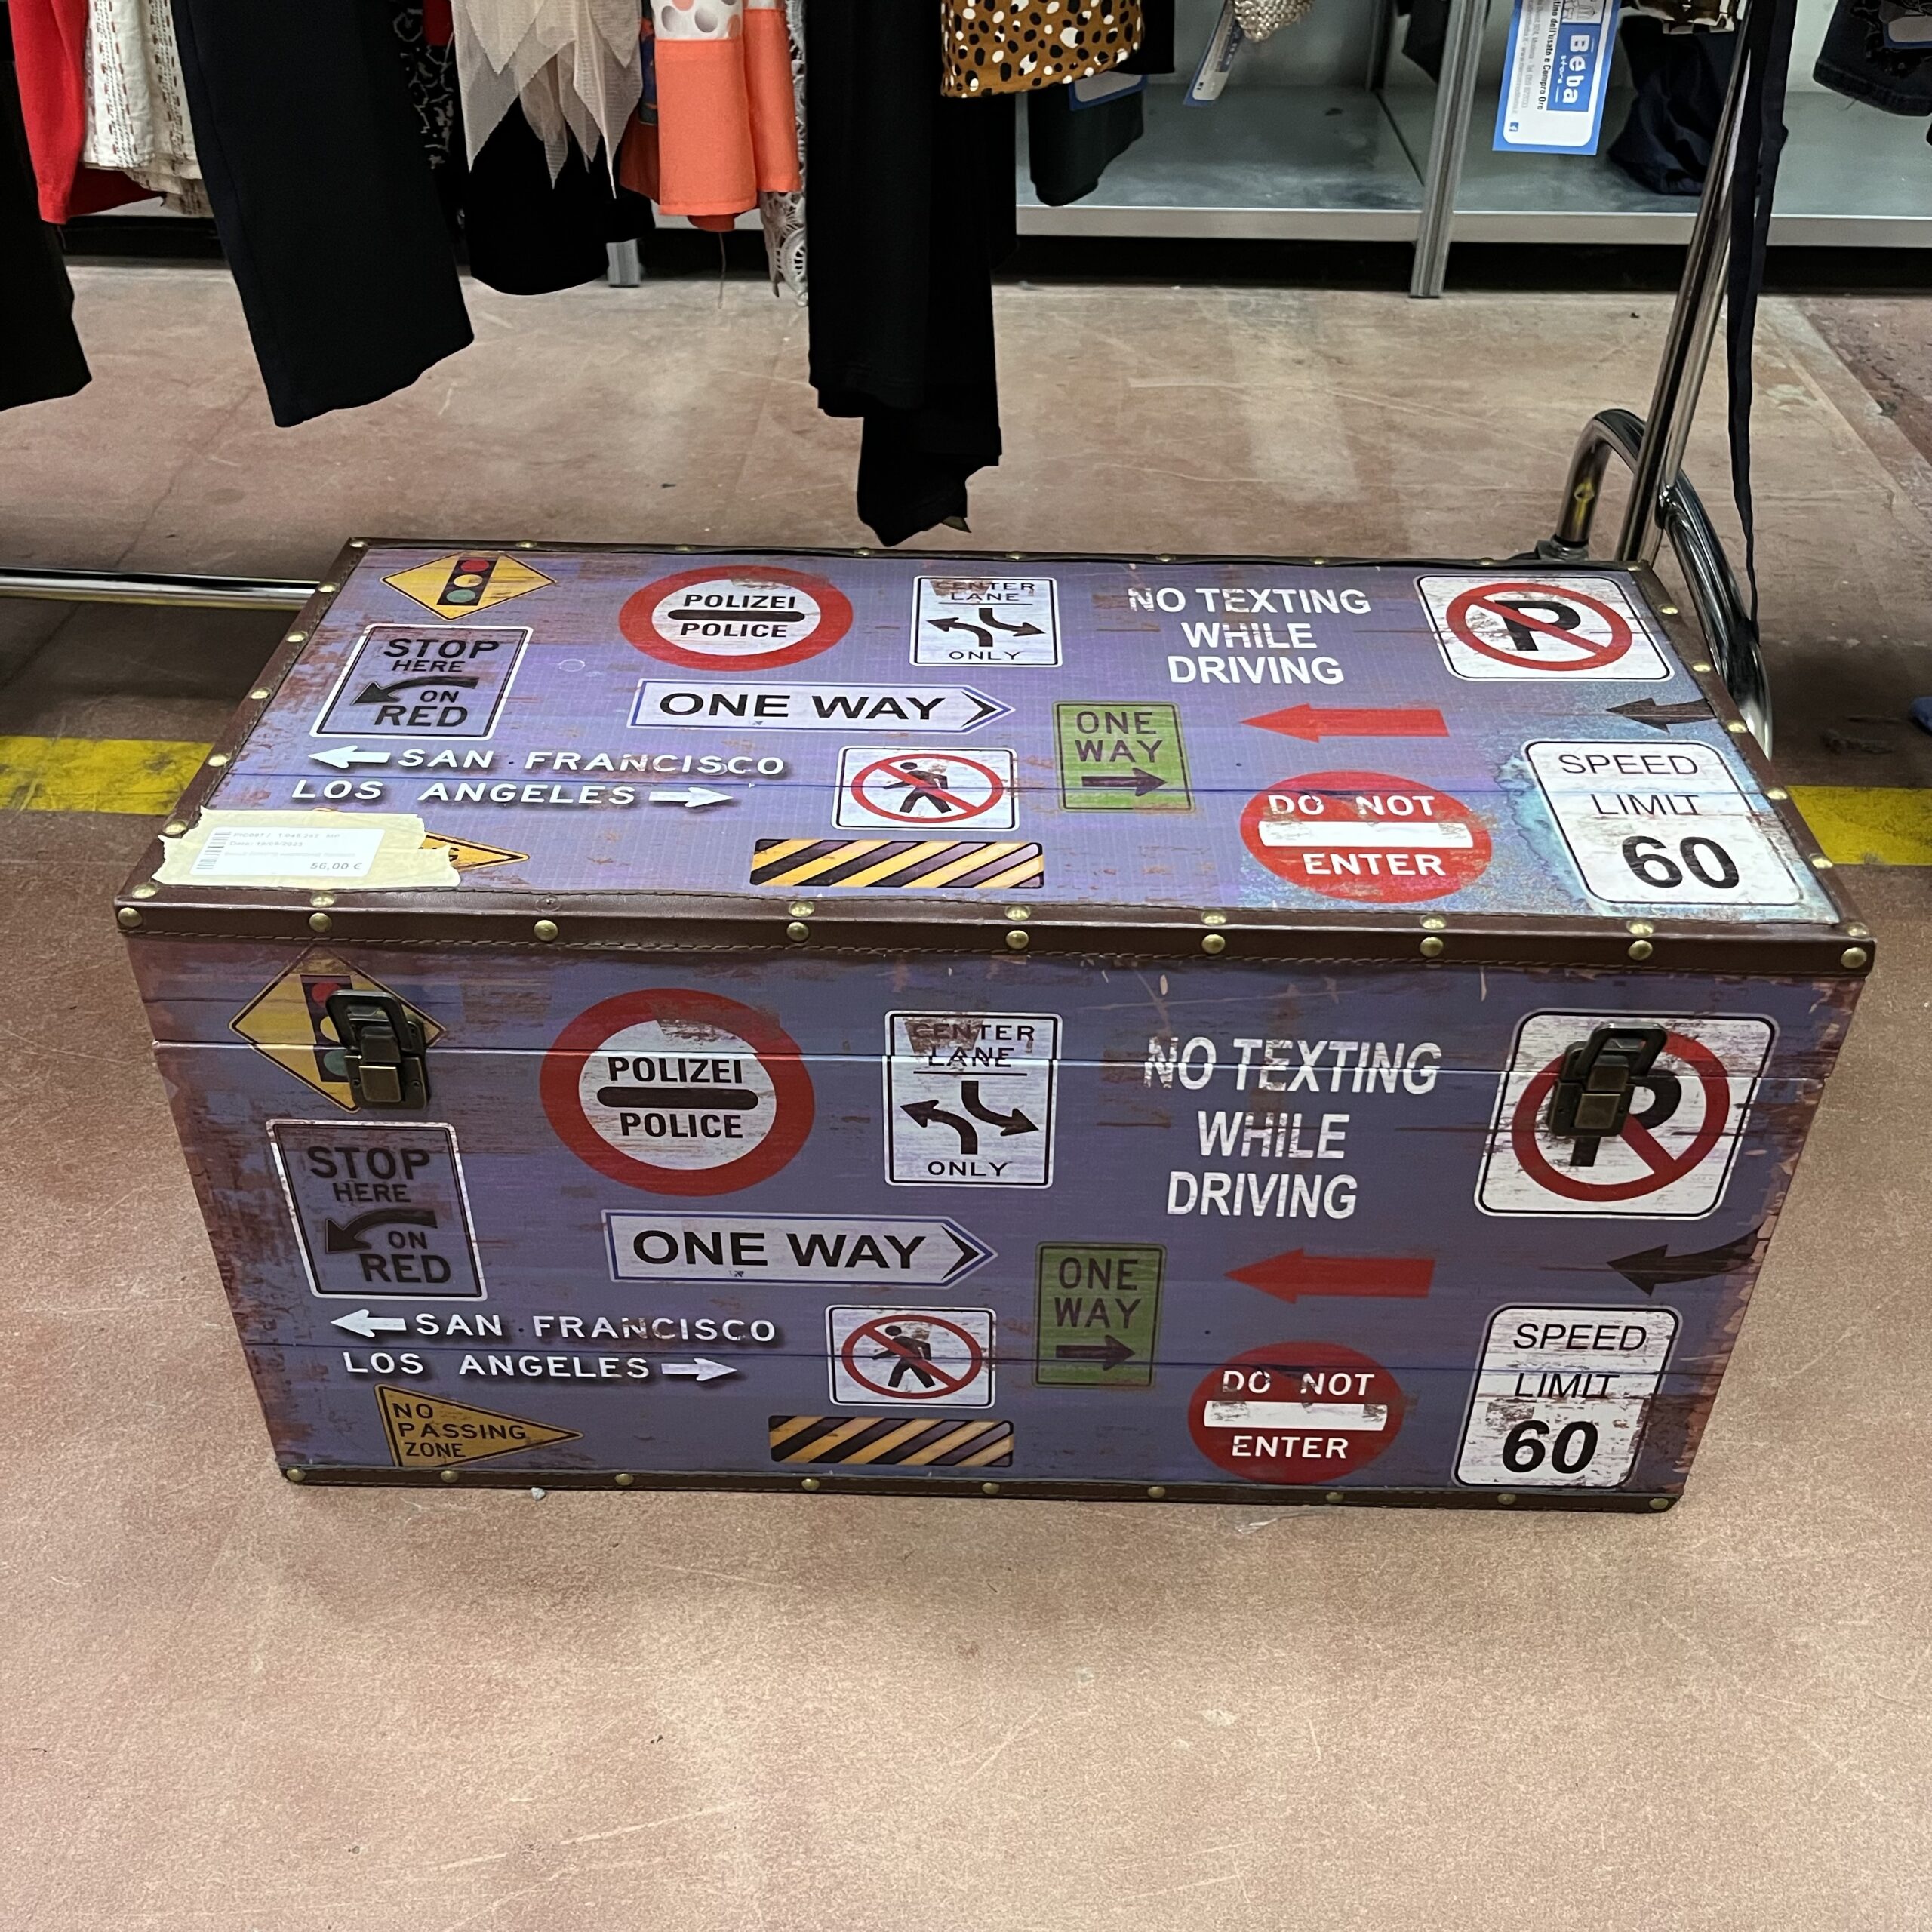 Beba
store
POLIZEI
POLICE
CENTER
LANE
ONLY
NO TEXTING
WHILE
DRIVING
P
STOP
HERE
ON
RED
ONE WAY
ONE
WAY
SAN FRANCISCO
LOS ANGELES
SPEED
LIMIT
60
DO NOT
ENTER
56,00 €
POLIZEI
POLICE
CENTER
LANE
ONLY
NO TEXTING
WHILE
DRIVING
P
STOP
HERE
ON
RED
ONE WAY
ONE
WAY
SAN FRANCISCO
LOS ANGELES
NO
PASSING
ZONE
DO NOT
ENTER
SPEED
LIMIT
60